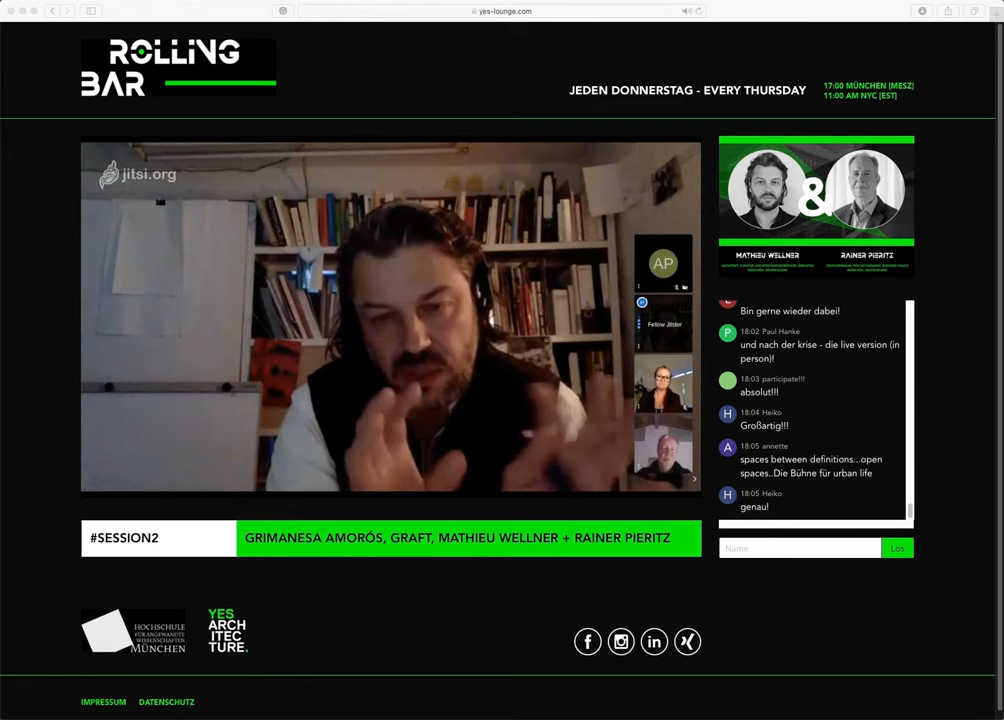 yes-lounge.com
ROLLING
BAR
JEDEN DONNERSTAG - EVERY THURSDAY
17:00 MÜNCHEN [MESZ]
11:00 AM NYC [EST]
jitsi.org
AP
Fellow Jitster
&
MATHIEU WELLNER
RAINER PIERITZ
Bin gerne wieder dabei!
P
18:02 Paul Hanke
und nach der krise - die live version (in
person)!
18:03 participate!!!
absolut!!!
H
18:04 Heiko
Großartig!!!
A
18:05 annette
spaces between definitions...open
spaces..Die Bühne für urban life
H
18:05 Heiko
genau!
Name
Los
#SESSION2
GRIMANESA AMORÓS, GRAFT, MATHIEU WELLNER + RAINER PIERITZ
HOCHSCHULE
FÜR ANGEWANDTE
WISSENSCHAFTEN
MÜNCHEN
YES
ARCH
ITEC
TURE.
f
in
IMPRESSUM
DATENSCHUTZ